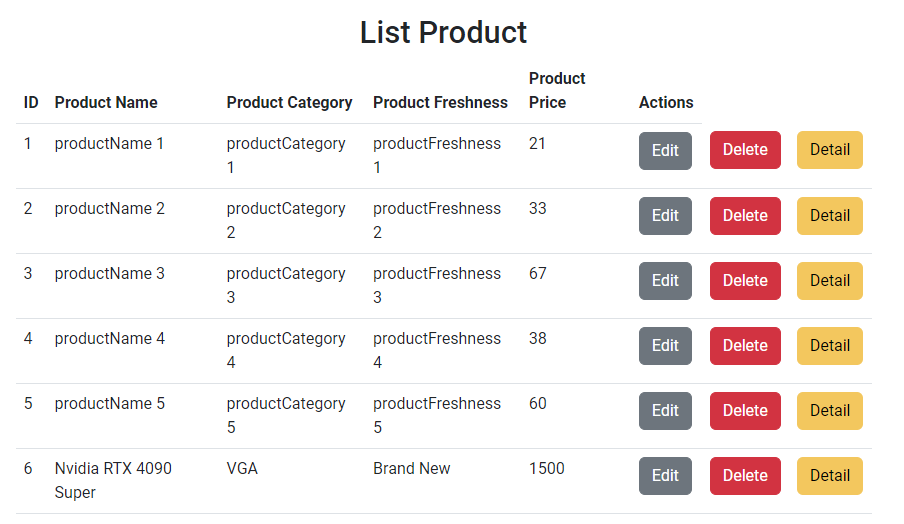 List Product
ID Product Name Product Category Product Freshness Product Price Actions
1 productName 1 productCategory 1 productFreshness 1 21 Edit Delete Detail
2 productName 2 productCategory 2 productFreshness 2 33 Edit Delete Detail
3 productName 3 productCategory 3 productFreshness 3 67 Edit Delete Detail
4 productName 4 productCategory 4 productFreshness 4 38 Edit Delete Detail
5 productName 5 productCategory 5 productFreshness 5 60 Edit Delete Detail
6 Nvidia RTX 4090 Super VGA Brand New 1500 Edit Delete Detail